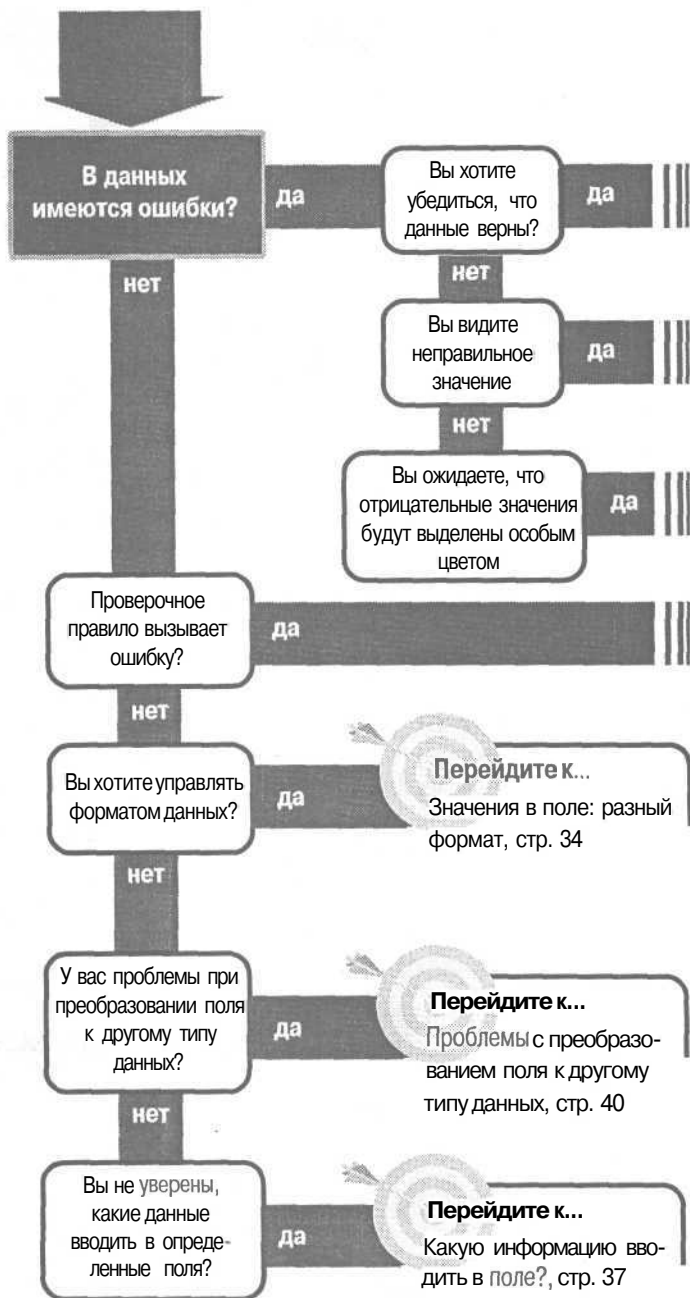 В данных
имеются ошибки?
да
Вы хотите
убедиться, что
данные верны?
да
нет
нет
Вы видите
неправильное
значение
да
нет
Вы ожидаете, что
отрицательные значения
будут выделены особым
цветом
да
Проверочное
правило вызывает
ошибку?
да
нет
Вы хотите управлять
форматом данных?
да
Перейдите к...
Значения в поле: разный
формат, стр. 34
нет
У вас проблемы при
преобразовании поля
к другому типу
данных?
да
Перейдите к...
Проблемы с преобразо-
ванием поля к другому
типу данных, стр. 40
нет
Вы не уверены,
какие данные
вводить в опреде-
ленные поля?
да
Перейдите к...
Какую информацию вво-
дить в поле?, стр. 37